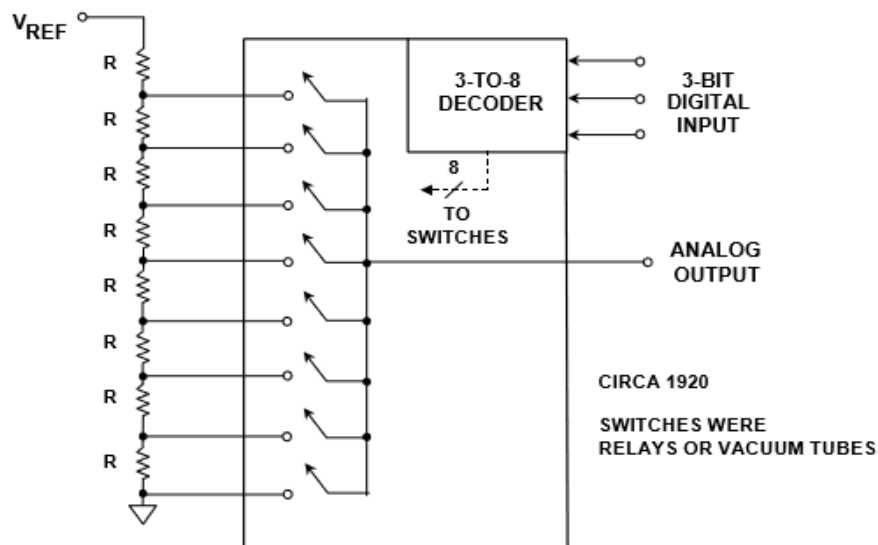 V
REF
R
R
R
R
R
R
R
R
3-TO-8
DECODER
8
TO
SWITCHES
3-BIT
DIGITAL
INPUT
ANALOG
OUTPUT
CIRCA 1920
SWITCHES WERE
RELAYS OR VACUUM TUBES